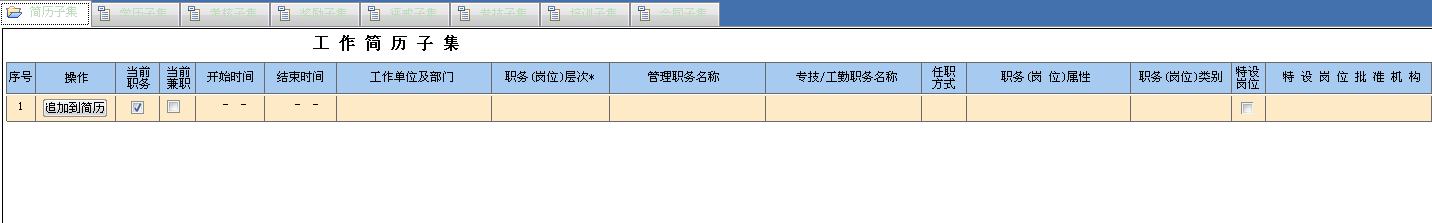 简历子集 学历子集 考核子集 奖励子集 惩戒子集 考技子集 培训子集 合同子集
工 作 简 历 子 集
序号 操作 当前职务 当前兼职 开始时间 结束时间 工作单位及部门 职务(岗位)层次* 管理职务名称 专技/工勤职务名称 任职方式 职务(岗 位)属性 职务(岗位)类别 特设岗位 特 设 岗 位 批 准 机 构
1 追加到简历 - - - -